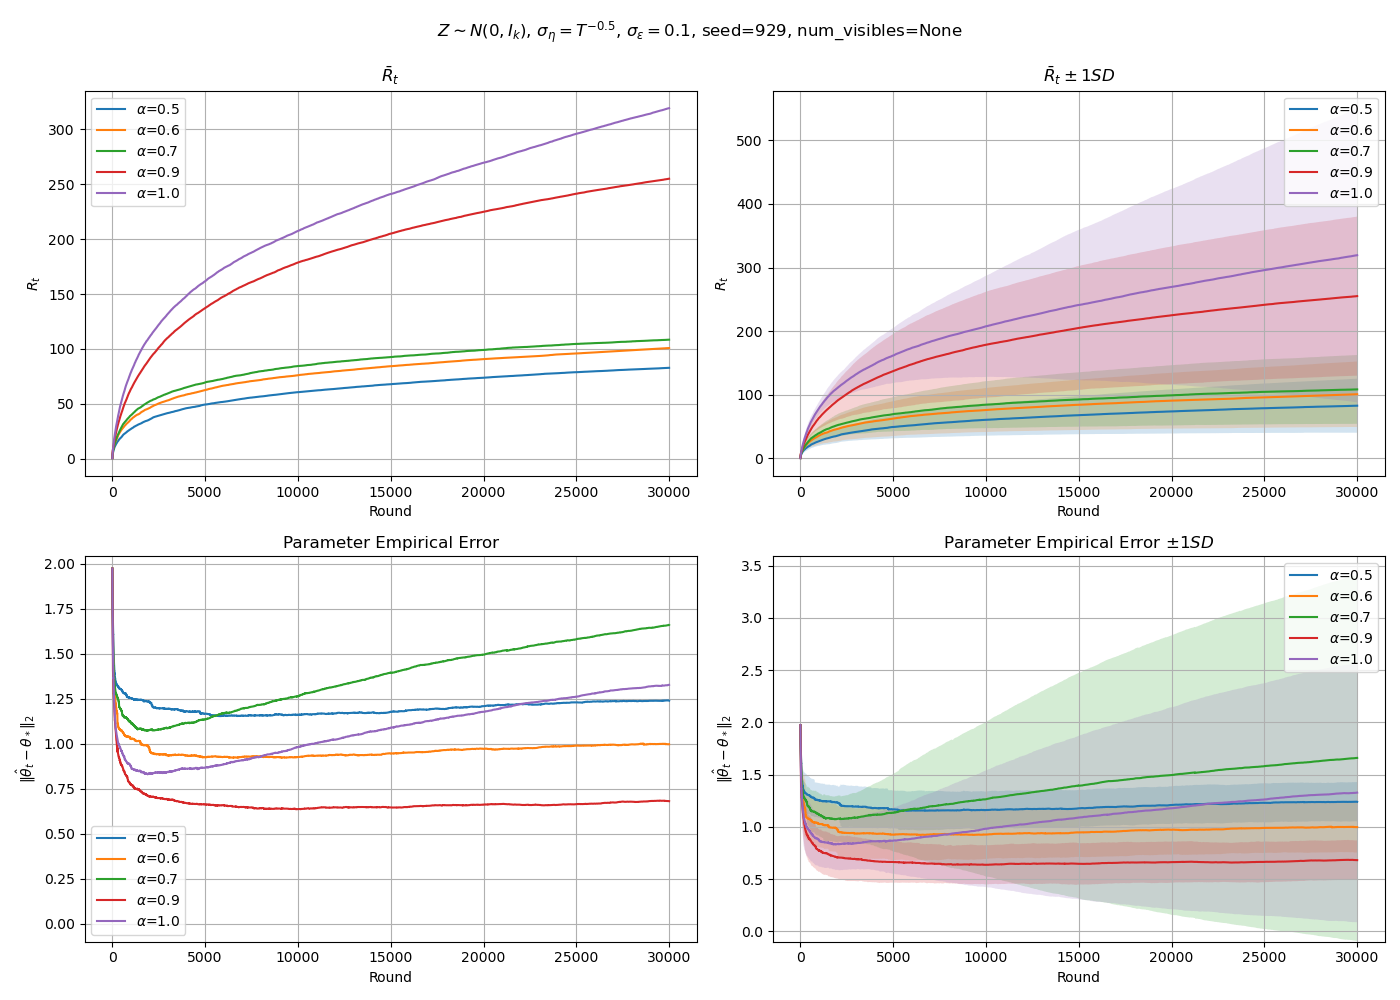 Z ~ N(0, I_k), σ_η = T^{-0.5}, σ_ε = 0.1, seed=929, num_visibles=None
R̄_t
R_t
300
250
200
150
100
50
0
α=0.5
α=0.6
α=0.7
α=0.9
α=1.0
0 5000 10000 15000 20000 25000 30000
Round
R̄_t ± 1SD
R_t
500
400
300
200
100
0
α=0.5
α=0.6
α=0.7
α=0.9
α=1.0
0 5000 10000 15000 20000 25000 30000
Round
Parameter Empirical Error
‖θ̂_t − θ_*‖_2
2.00
1.75
1.50
1.25
1.00
0.75
0.50
0.25
0.00
α=0.5
α=0.6
α=0.7
α=0.9
α=1.0
0 5000 10000 15000 20000 25000 30000
Round
Parameter Empirical Error ±1SD
‖θ̂_t − θ_*‖_2
3.5
3.0
2.5
2.0
1.5
1.0
0.5
0.0
α=0.5
α=0.6
α=0.7
α=0.9
α=1.0
0 5000 10000 15000 20000 25000 30000
Round